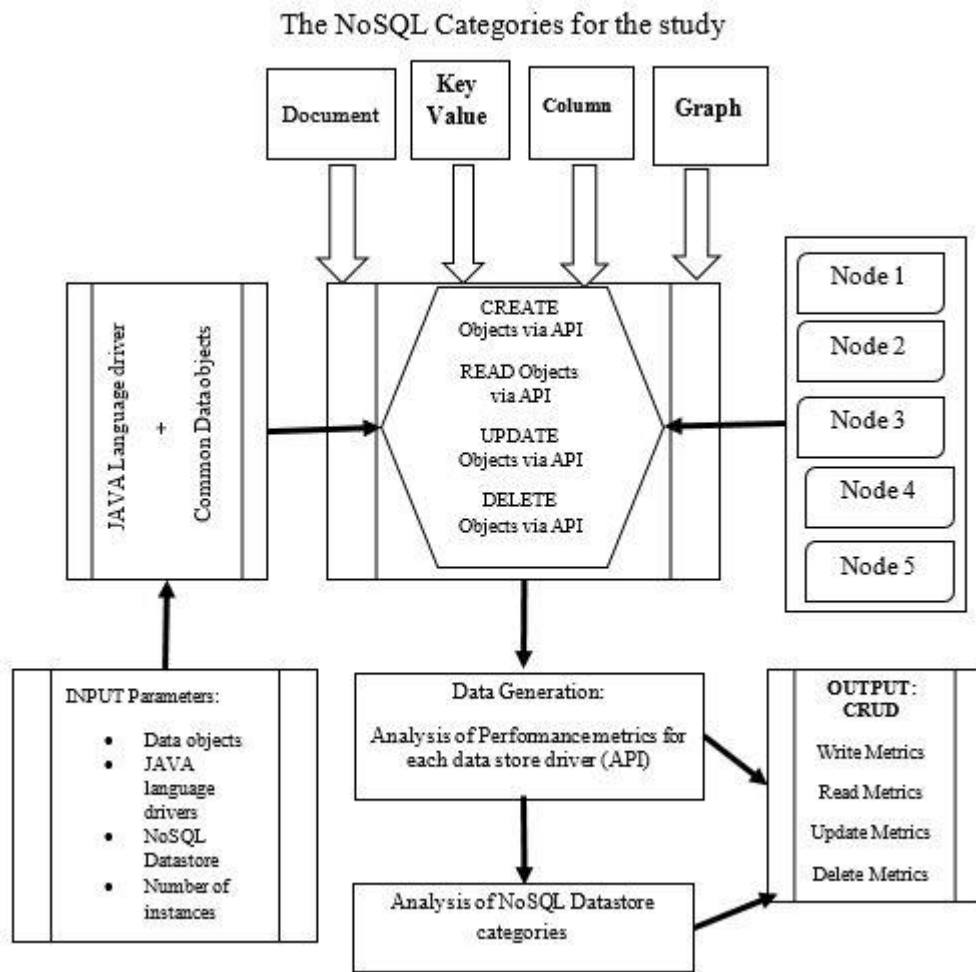 The NoSQL Categories for the study
Document
Key
Value
Column
Graph
JAVA Language driver
+
Common Data objects
CREATE
Objects via API
READ Objects
via API
UPDATE
Objects via API
DELETE
Objects via API
Node 1
Node 2
Node 3
Node 4
Node 5
INPUT Parameters:
• Data objects
• JAVA
language
drivers
• NoSQL
Datastore
• Number of
instances
Data Generation:
Analysis of Performance metrics for
each data store driver (API)
Analysis of NoSQL Datastore
categories
OUTPUT:
CRUD
Write Metrics
Read Metrics
Update Metrics
Delete Metrics